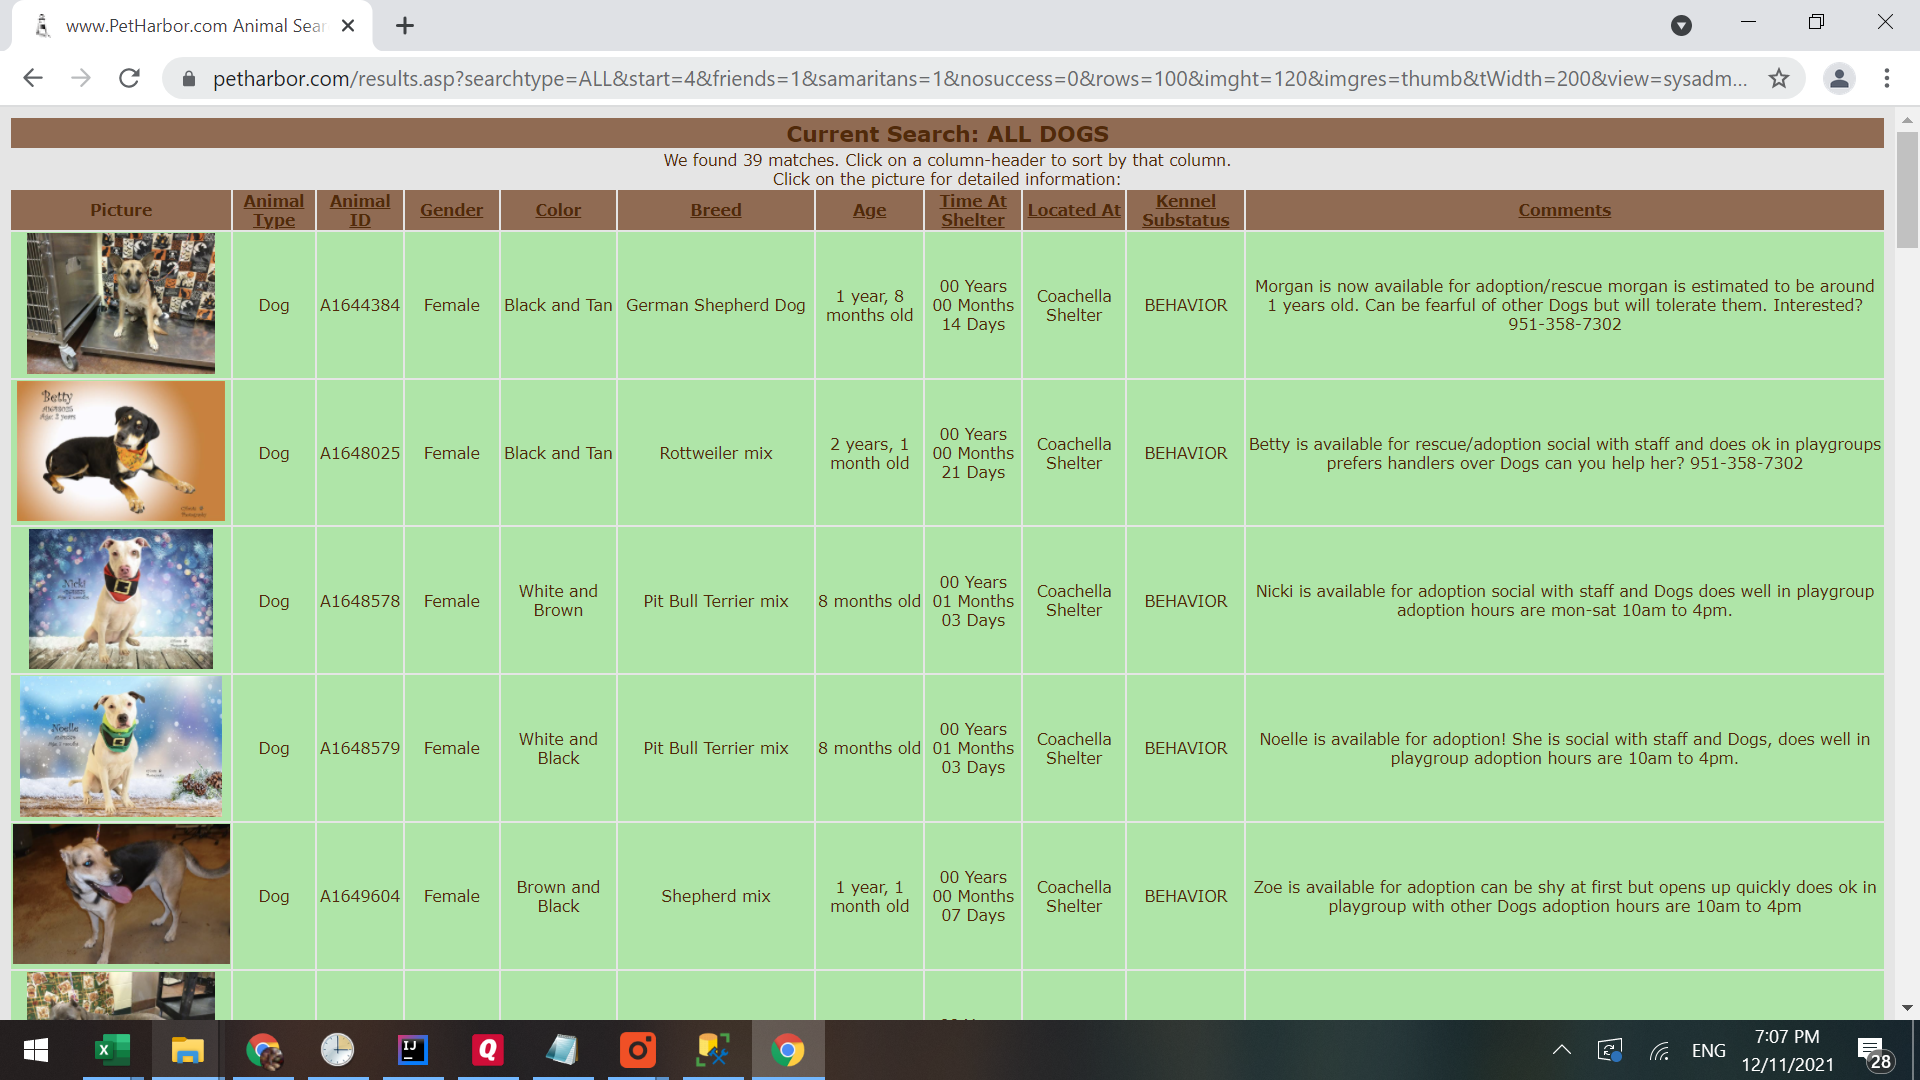 www.PetHarbor.com Animal Sear
petharbor.com/results.asp?searchtype=ALL&start=4&friends=1&samaritans=1&nosuccess=0&rows=100&imght=120&imgres=thumb&tWidth=200&view=sysadm...
Current Search: ALL DOGS
We found 39 matches. Click on a column-header to sort by that column.
Click on the picture for detailed information:
Picture
Animal
Type
Animal
ID
Gender
Color
Breed
Age
Time At
Shelter
Located At
Kennel
Substatus
Comments
Dog
A1644384
Female
Black and Tan
German Shepherd Dog
1 year, 8
months old
00 Years
00 Months
14 Days
Coachella
Shelter
BEHAVIOR
Morgan is now available for adoption/rescue morgan is estimated to be around
1 years old. Can be fearful of other Dogs but will tolerate them. Interested?
951-358-7302
Betty
Dog
A1648025
Female
Black and Tan
Rottweiler mix
2 years, 1
month old
00 Years
00 Months
21 Days
Coachella
Shelter
BEHAVIOR
Betty is available for rescue/adoption social with staff and does ok in playgroups
prefers handlers over Dogs can you help her? 951-358-7302
Nicki
Dog
A1648578
Female
White and
Brown
Pit Bull Terrier mix
8 months old
00 Years
01 Months
03 Days
Coachella
Shelter
BEHAVIOR
Nicki is available for adoption social with staff and Dogs does well in playgroup
adoption hours are mon-sat 10am to 4pm.
Noelle
Dog
A1648579
Female
White and
Black
Pit Bull Terrier mix
8 months old
00 Years
01 Months
03 Days
Coachella
Shelter
BEHAVIOR
Noelle is available for adoption! She is social with staff and Dogs, does well in
playgroup adoption hours are 10am to 4pm.
Dog
A1649604
Female
Brown and
Black
Shepherd mix
1 year, 1
month old
00 Years
00 Months
07 Days
Coachella
Shelter
BEHAVIOR
Zoe is available for adoption can be shy at first but opens up quickly does ok in
playgroup with other Dogs adoption hours are 10am to 4pm
X
IJ
Q
ENG
7:07 PM
12/11/2021
28